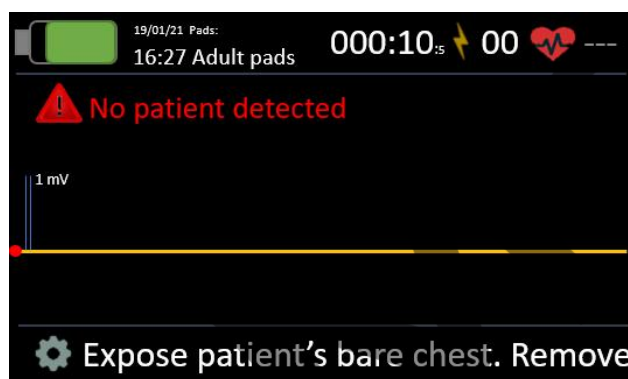 19/01/21 Pads:
16:27 Adult pads
000:10:5 00 ---
No patient detected
1 mV
Expose patient's bare chest. Remove